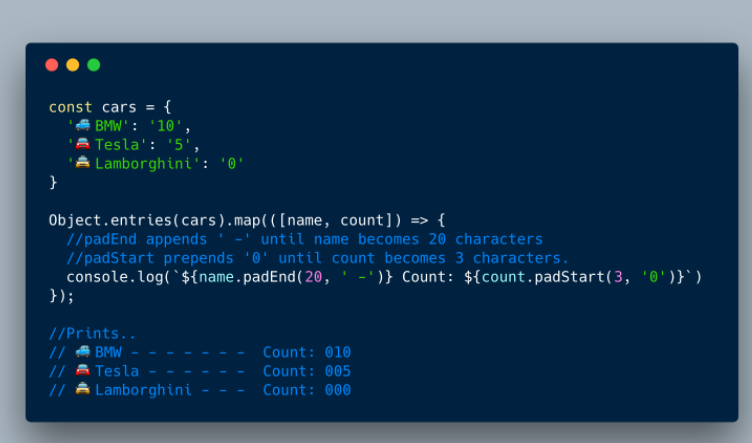 const cars = {
  '🚙 BMW': '10',
  '🚘 Tesla': '5',
  '🚖 Lamborghini': '0'
}
Object.entries(cars).map(([name, count]) => {
  //padEnd appends ' -' until name becomes 20 characters
  //padStart prepends '0' until count becomes 3 characters.
  console.log(`${name.padEnd(20, ' -')} Count: ${count.padStart(3, '0')}`)
});
//Prints..
// 🚙 BMW - - - - - - -  Count: 010
// 🚘 Tesla - - - - - -  Count: 005
// 🚖 Lamborghini - - -  Count: 000